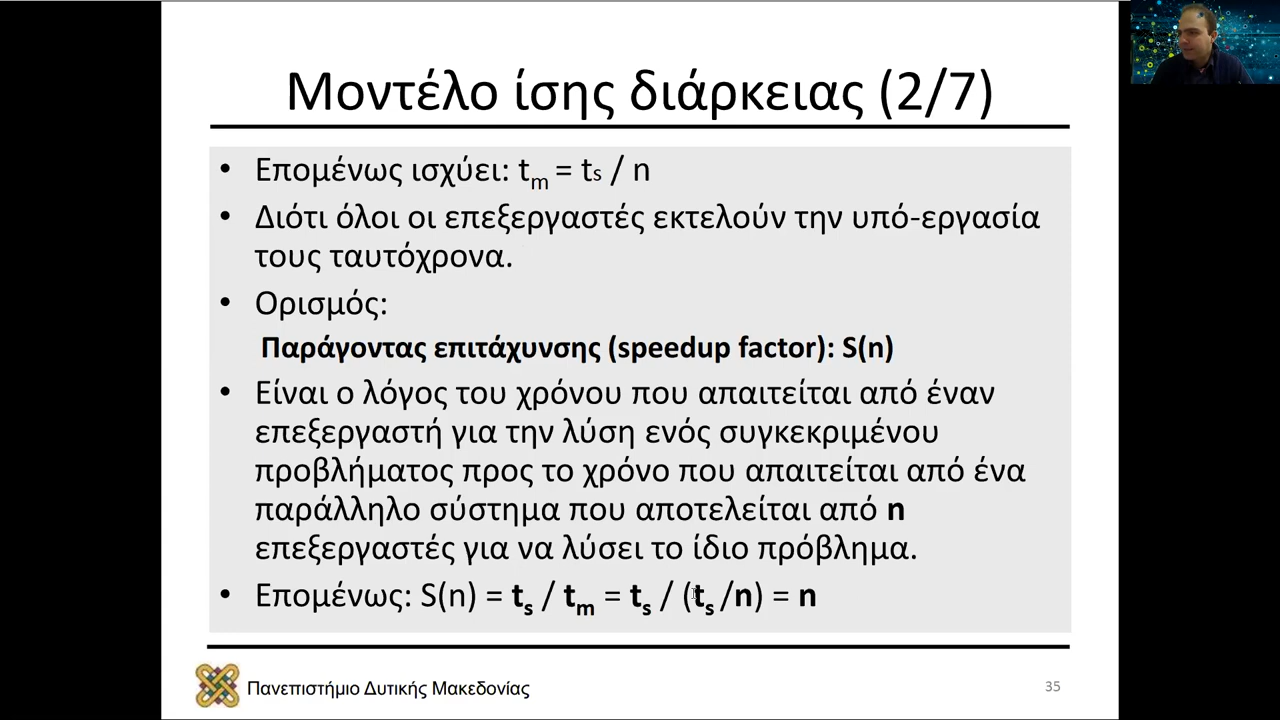 Μοντέλο ίσης διάρκειας (2/7)
• Επομένως ισχύει: tm = ts / n
• Διότι όλοι οι επεξεργαστές εκτελούν την υπό-εργασία
τους ταυτόχρονα.
• Ορισμός:
Παράγοντας επιτάχυνσης (speedup factor): S(n)
• Είναι ο λόγος του χρόνου που απαιτείται από έναν
επεξεργαστή για την λύση ενός συγκεκριμένου
προβλήματος προς το χρόνο που απαιτείται από ένα
παράλληλο σύστημα που αποτελείται από n
επεξεργαστές για να λύσει το ίδιο πρόβλημα.
• Επομένως: S(n) = ts / tm = ts / (ts /n) = n
Πανεπιστήμιο Δυτικής Μακεδονίας
35